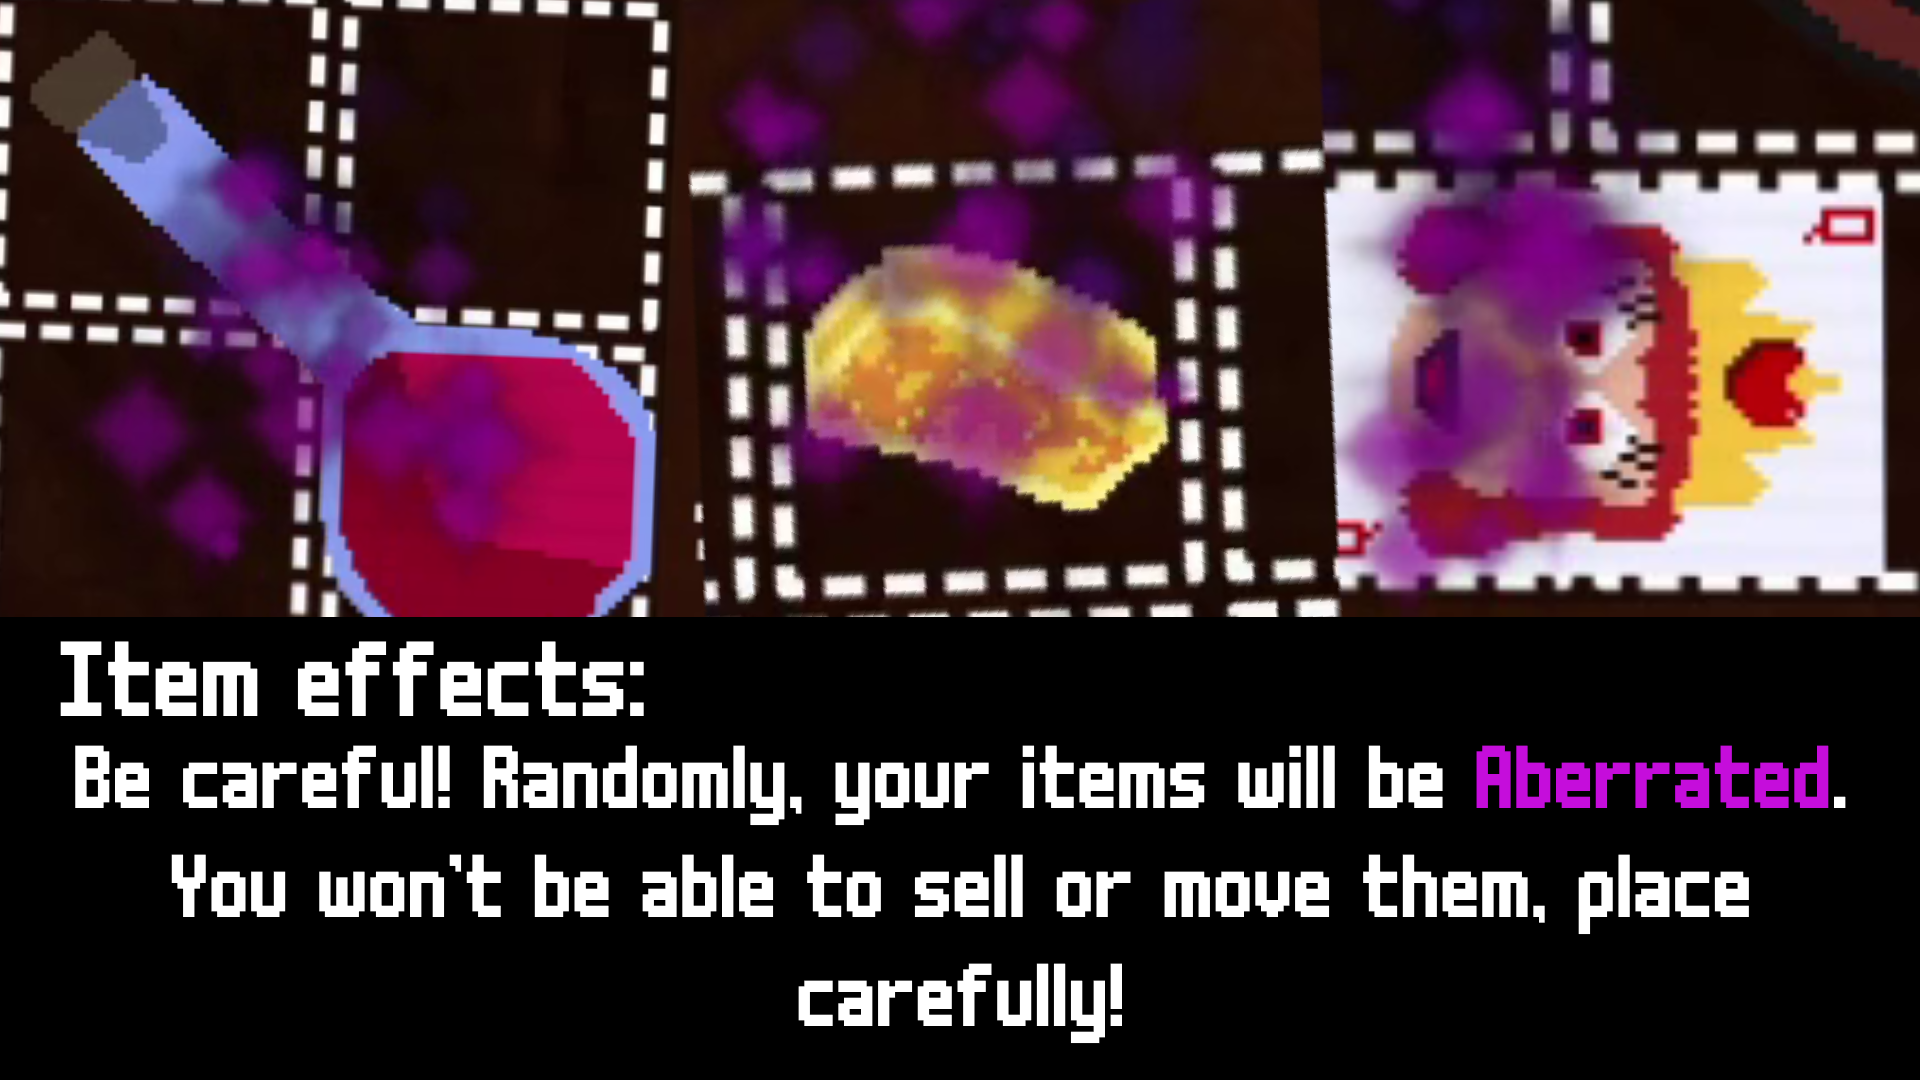 Item effects:
Be careful! Randomly, your items will be Aberrated.
You won't be able to sell or move them, place
carefully!